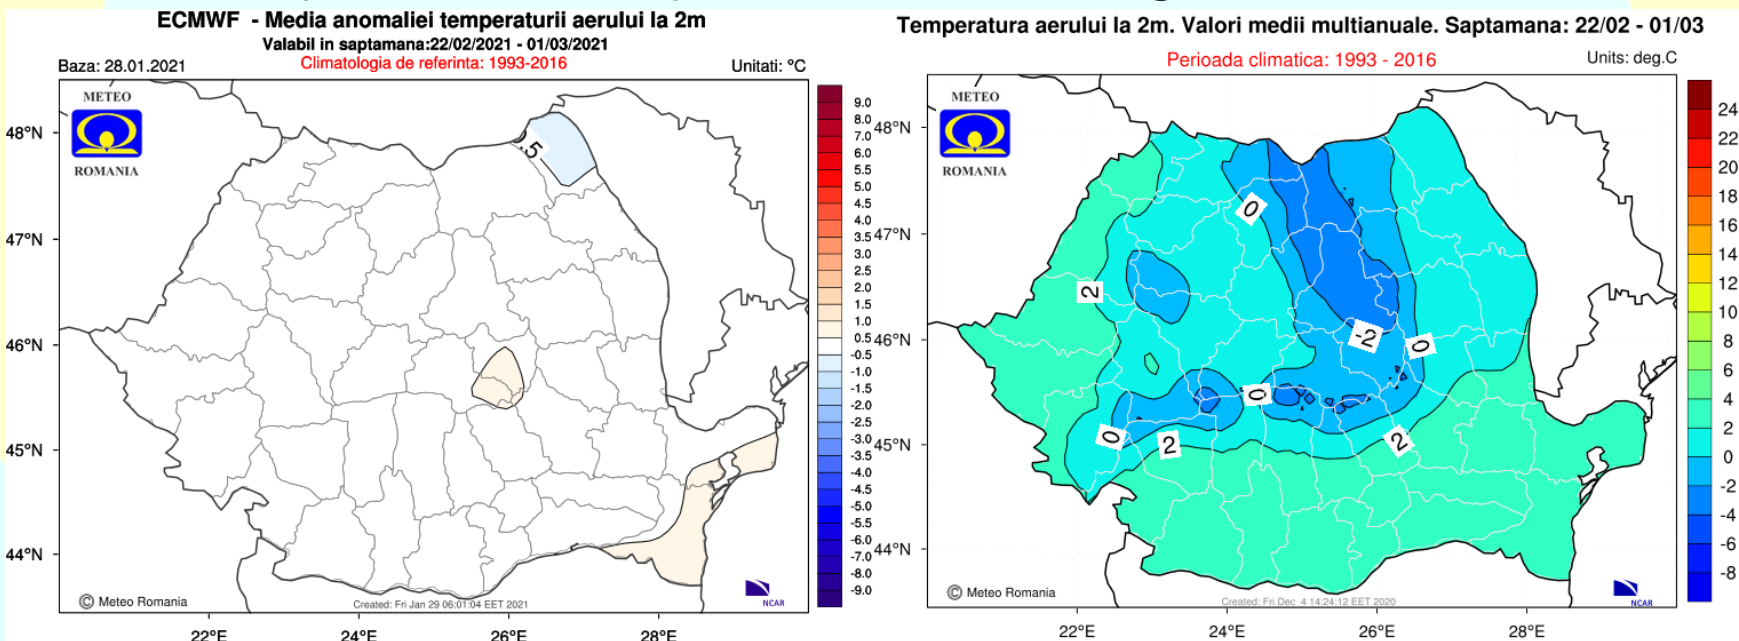 ECMWF - Media anomaliei temperaturii aerului la 2m
Valabil in saptamana:22/02/2021 - 01/03/2021
Baza: 28.01.2021
Climatologia de referinta: 1993-2016
Unitati: ºC
METEO
ROMANIA
48°N
47°N
46°N
45°N
44°N
.5
9.0
8.0
7.0
6.0
5.5
5.0
4.5
4.0
3.5
3.0
2.5
2.0
1.5
1.0
0.5
-0.5
-1.0
-1.5
-2.0
-2.5
-3.0
-3.5
-4.0
-4.5
-5.0
-5.5
-6.0
-7.0
-8.0
-9.0
© Meteo Romania
Created: Fri Jan 29 06:01:04 EET 2021
NCAR
22°E
24°E
26°E
28°E
Temperatura aerului la 2m. Valori medii multianuale. Saptamana: 22/02 - 01/03
Perioada climatica: 1993 - 2016
Units: deg.C
METEO
ROMANIA
48°N
47°N
46°N
45°N
44°N
0
2
-2
0
0
0
2
2
24
22
20
18
16
14
12
10
8
6
4
2
0
-2
-4
-6
-8
© Meteo Romania
Created: Fri Dec 4 14:24:12 EET 2020
NCAR
22°E
24°E
26°E
28°E